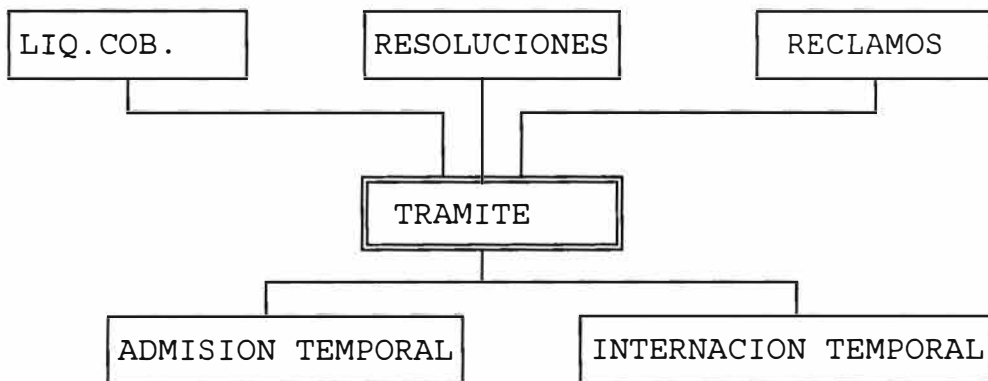 LIQ.COB.
RESOLUCIONES
RECLAMOS
TRAMITE
ADMISION TEMPORAL
INTERNACION TEMPORAL